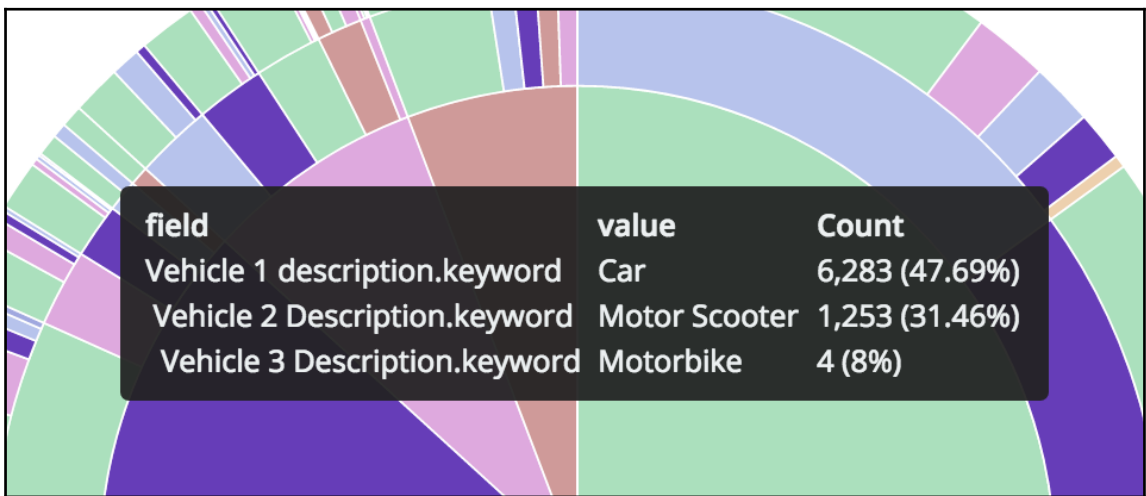 field value Count
Vehicle 1 description.keyword Car 6,283 (47.69%)
Vehicle 2 Description.keyword Motor Scooter 1,253 (31.46%)
Vehicle 3 Description.keyword Motorbike 4 (8%)